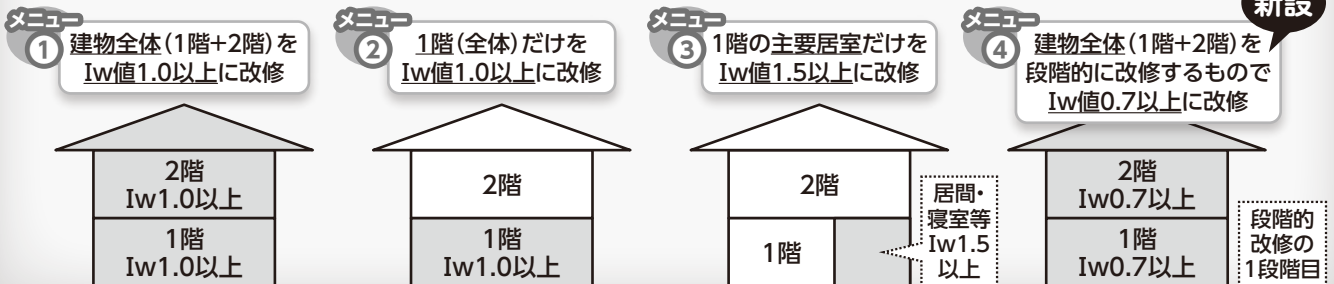 メニュー
①
建物全体(1階+2階)を
Iw値1.0以上に改修
2階
Iw1.0以上
1階
Iw1.0以上
メニュー
②
1階(全体)だけを
Iw値1.0以上に改修
2階
1階
Iw1.0以上
メニュー
③
1階の主要居室だけを
Iw値1.5以上に改修
2階
1階
居間・
寝室等
Iw1.5
以上
新設
メニュー
④
建物全体(1階+2階)を
段階的に改修するもので
Iw値0.7以上に改修
2階
Iw0.7以上
1階
Iw0.7以上
段階的
改修の
1段階目